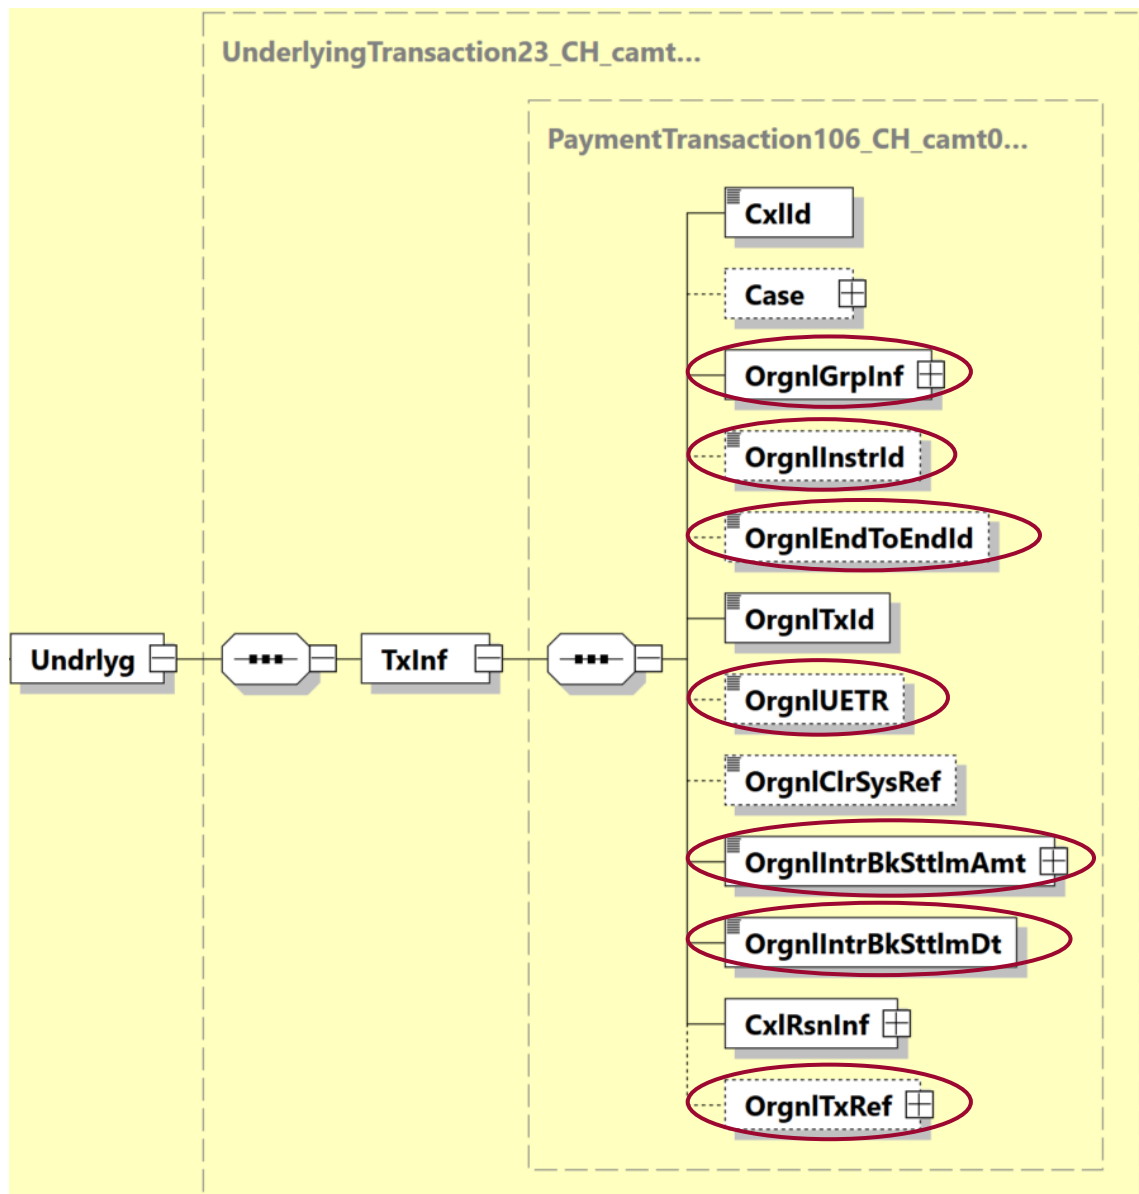 UnderlyingTransaction23_CH_camt...
PaymentTransaction106_CH_camt0...
CxlId
Case
OrgnlGrpInf
OrgnlInstrId
OrgnlEndToEndId
OrgnlTxId
Undrlyg
TxInf
OrgnlUETR
OrgnlClrSysRef
OrgnlIntrBkSttlmAmt
OrgnlIntrBkSttlmDt
CxlRsnInf
OrgnlTxRef